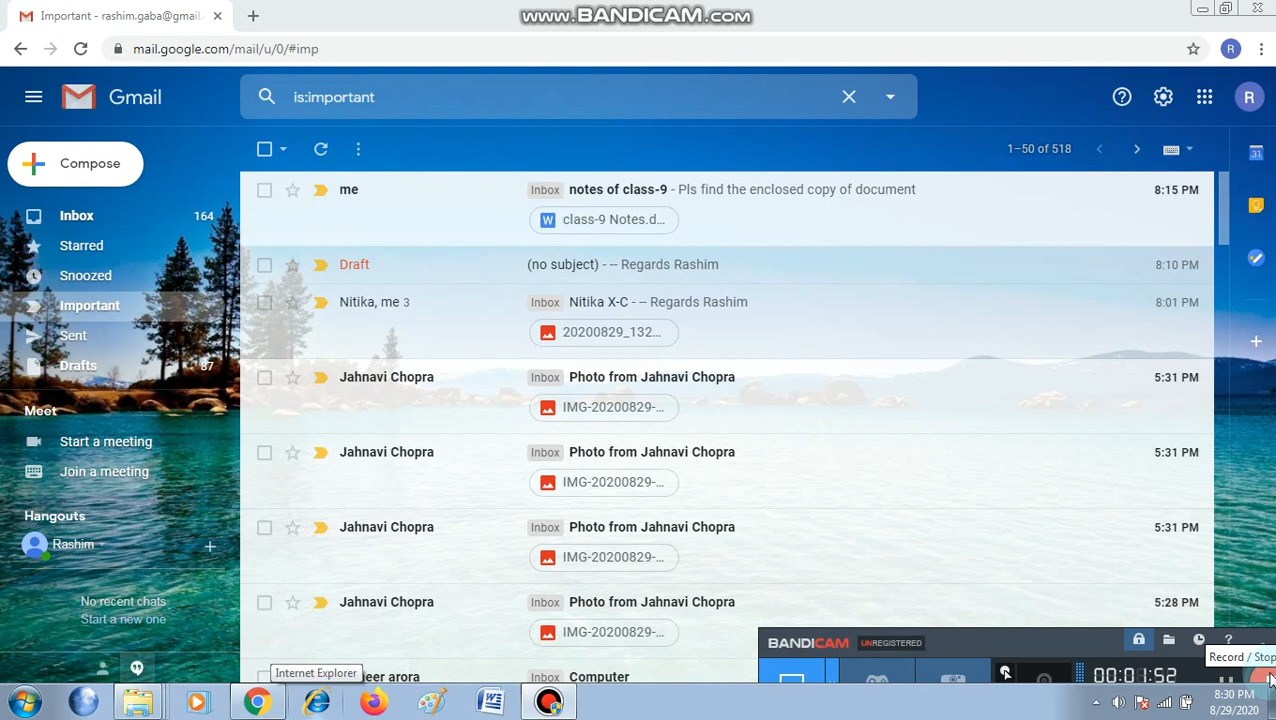 Important - rashim.gaba@gmail.
www.BANDICAM.com
mail.google.com/mail/u/0/#imp
R
Gmail
is:important
R
Compose
1–50 of 518
31
Inbox 164
Starred
Snoozed
Important
Sent
Drafts 87
Meet
Start a meeting
Join a meeting
Hangouts
Rashim
No recent chats
Start a new one
me Inbox notes of class-9 - Pls find the enclosed copy of document 8:15 PM
W class-9 Notes.d...
Draft (no subject) - -- Regards Rashim 8:10 PM
Nitika, me 3 Inbox Nitika X-C - -- Regards Rashim 8:01 PM
20200829_132...
Jahnavi Chopra Inbox Photo from Jahnavi Chopra 5:31 PM
IMG-20200829-...
Jahnavi Chopra Inbox Photo from Jahnavi Chopra 5:31 PM
IMG-20200829-...
Jahnavi Chopra Inbox Photo from Jahnavi Chopra 5:31 PM
IMG-20200829-...
Jahnavi Chopra Inbox Photo from Jahnavi Chopra 5:28 PM
IMG-20200829-...
eer arora Computer
Internet Explorer
BANDICAM UNREGISTERED
Record / Stop
00:01:52
8:30 PM
8/29/2020